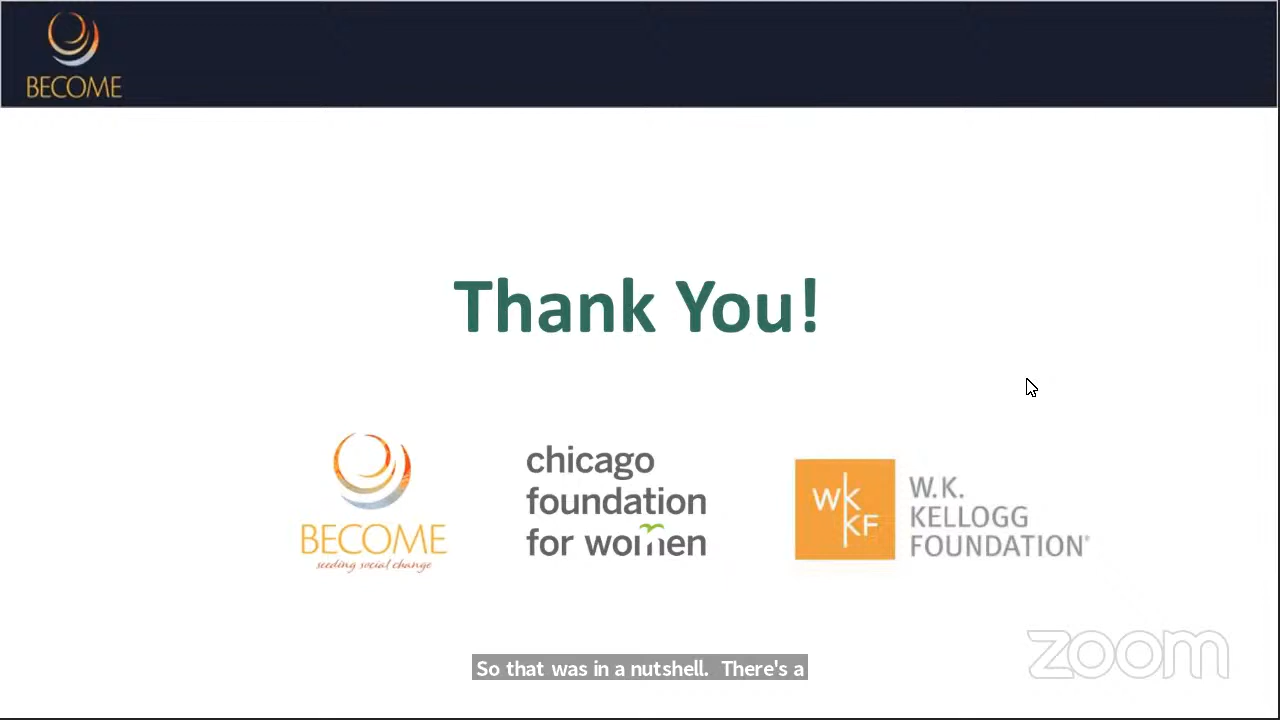 BECOME
Thank You!
BECOME
seeding social change
chicago
foundation
for women
WK
KF
W.K.
KELLOGG
FOUNDATION®
zoom
So that was in a nutshell.  There's a